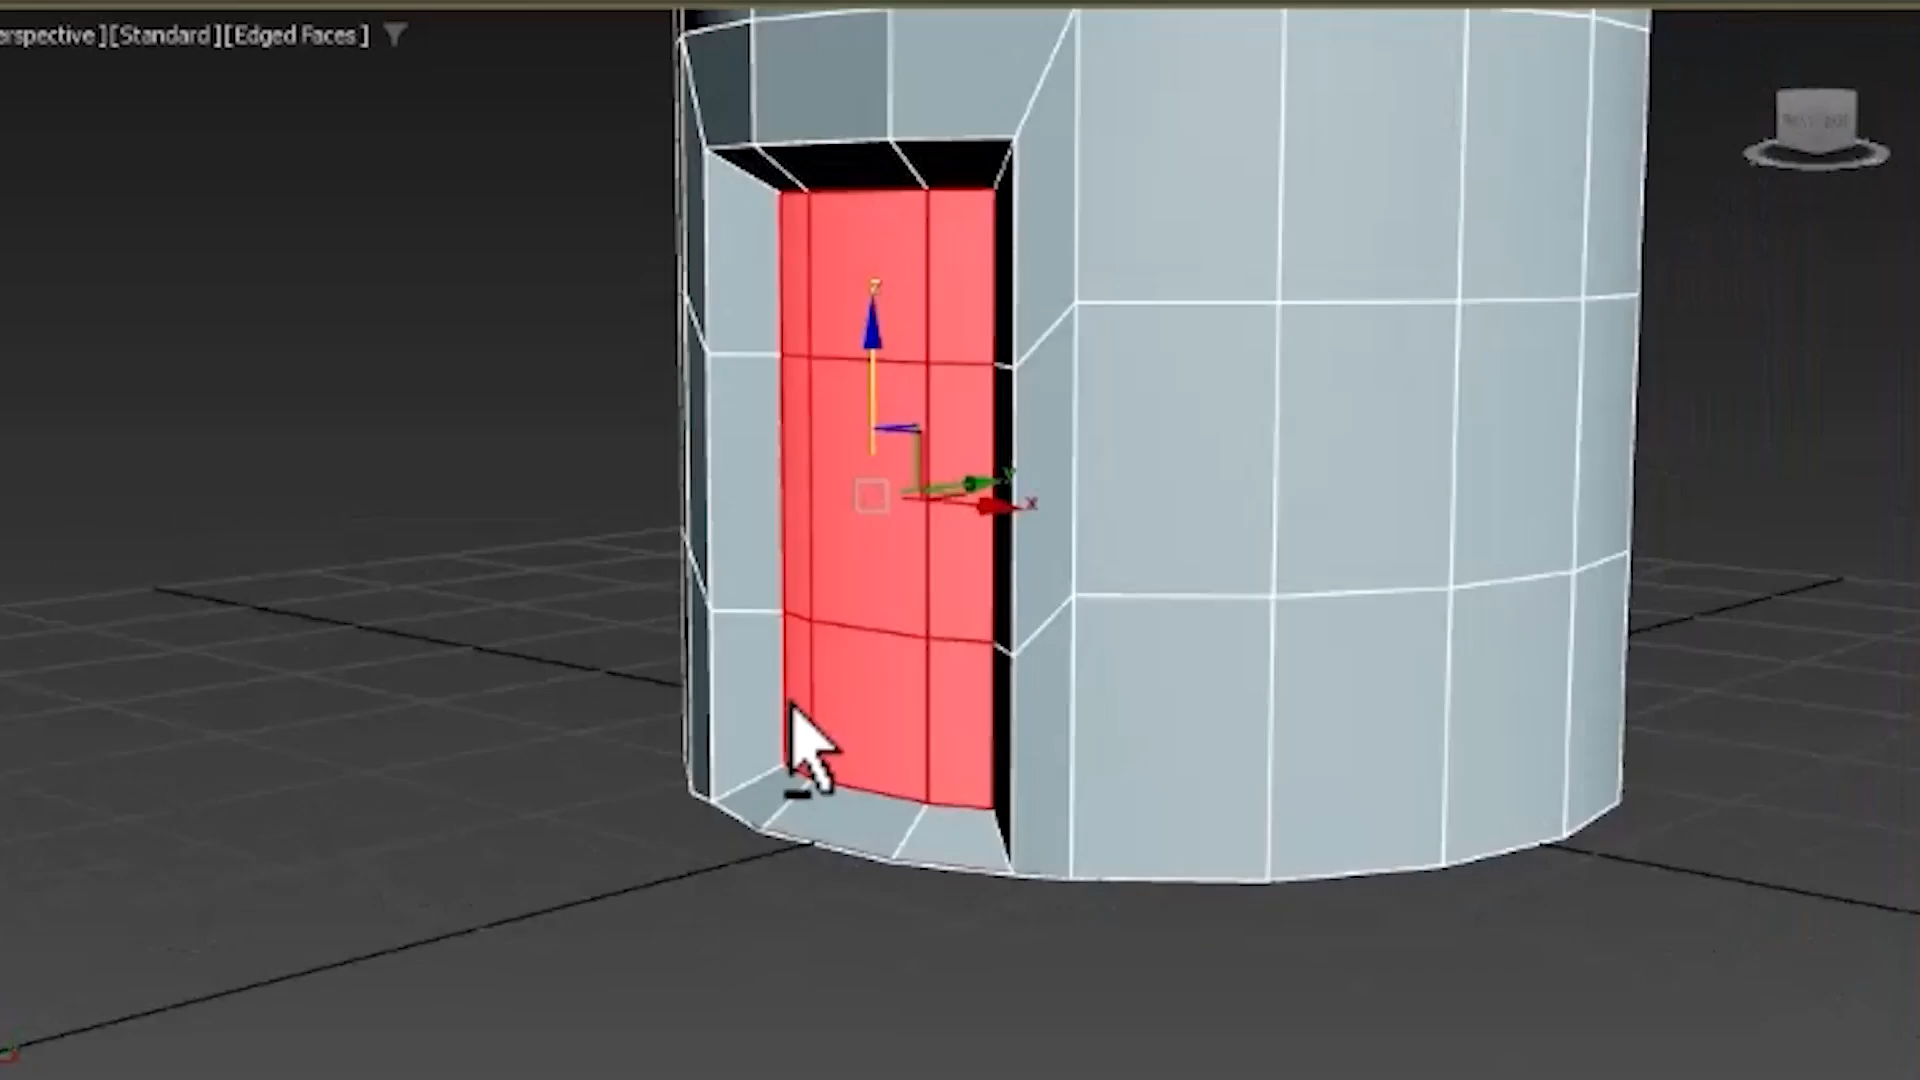 erspective ] [Standard ] [Edged Faces ]
z
y
x